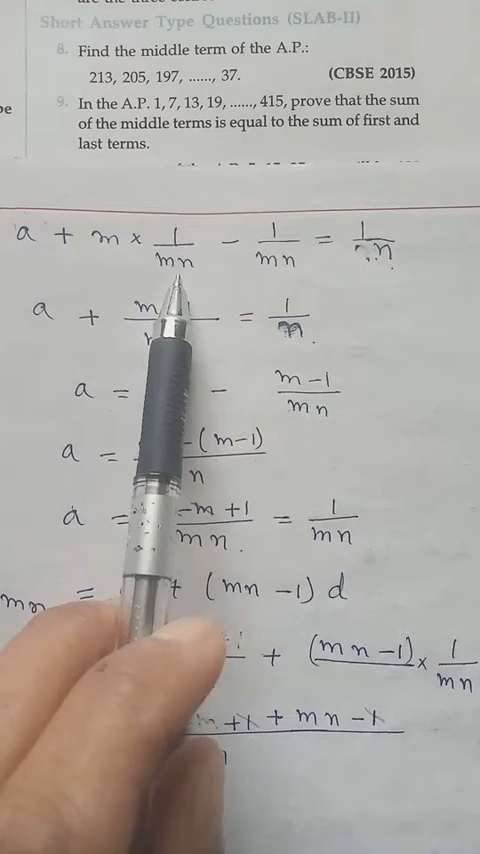 Short Answer Type Questions (SLAB-II)
8. Find the middle term of the A.P.:
213, 205, 197, ......, 37. (CBSE 2015)
9. In the A.P. 1, 7, 13, 19, ......, 415, prove that the sum
of the middle terms is equal to the sum of first and
last terms.
a + m × 1/mn − 1/mn = 1/n
a + m = 1/n
a = − m−1/mn
a = −(m−1)/n
a = −m+1/mn = 1/mn
mn = + (mn −1) d
+ (mn −1) × 1/mn
m + 1 + mn − 1